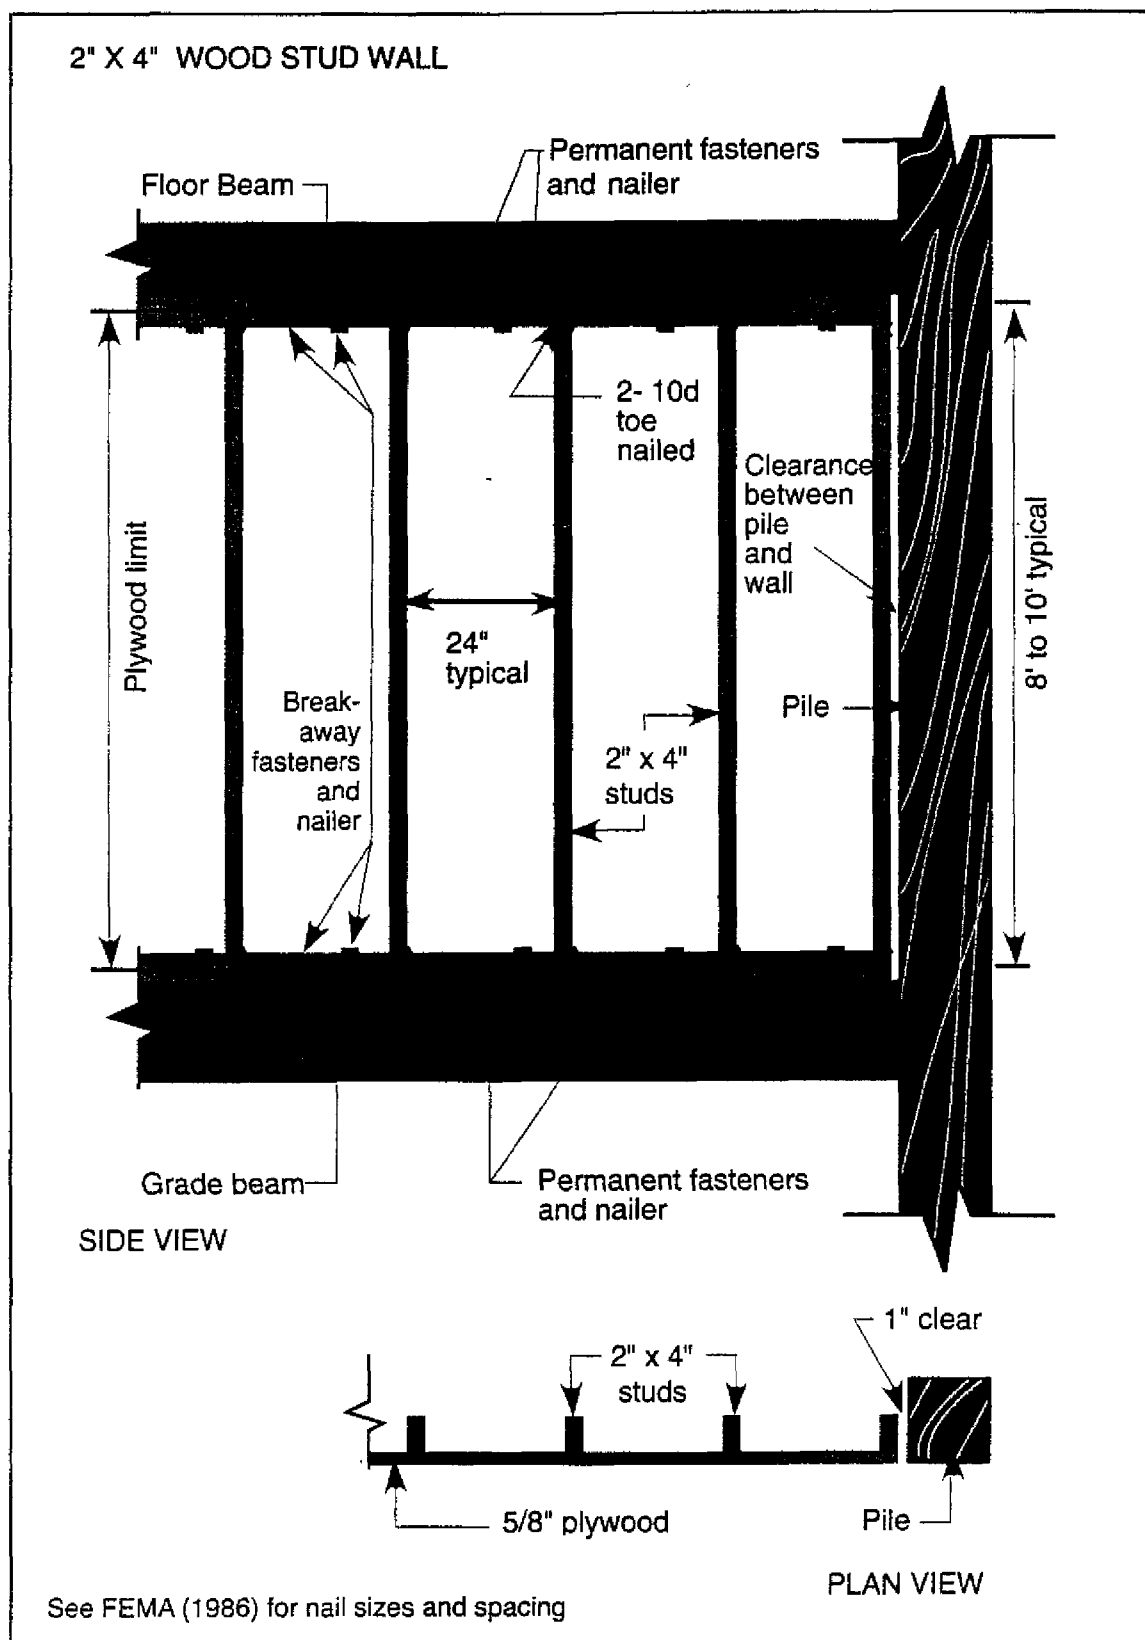 2" X 4" WOOD STUD WALL
Permanent fasteners
and nailer
Floor Beam
2- 10d
toe
nailed
Clearance
between
pile
and
wall
Plywood limit
8' to 10' typical
24"
typical
Break-
away
fasteners
and
nailer
Pile
2" x 4"
studs
Grade beam
Permanent fasteners
and nailer
SIDE VIEW
1" clear
2" x 4"
studs
5/8" plywood
Pile
PLAN VIEW
See FEMA (1986) for nail sizes and spacing